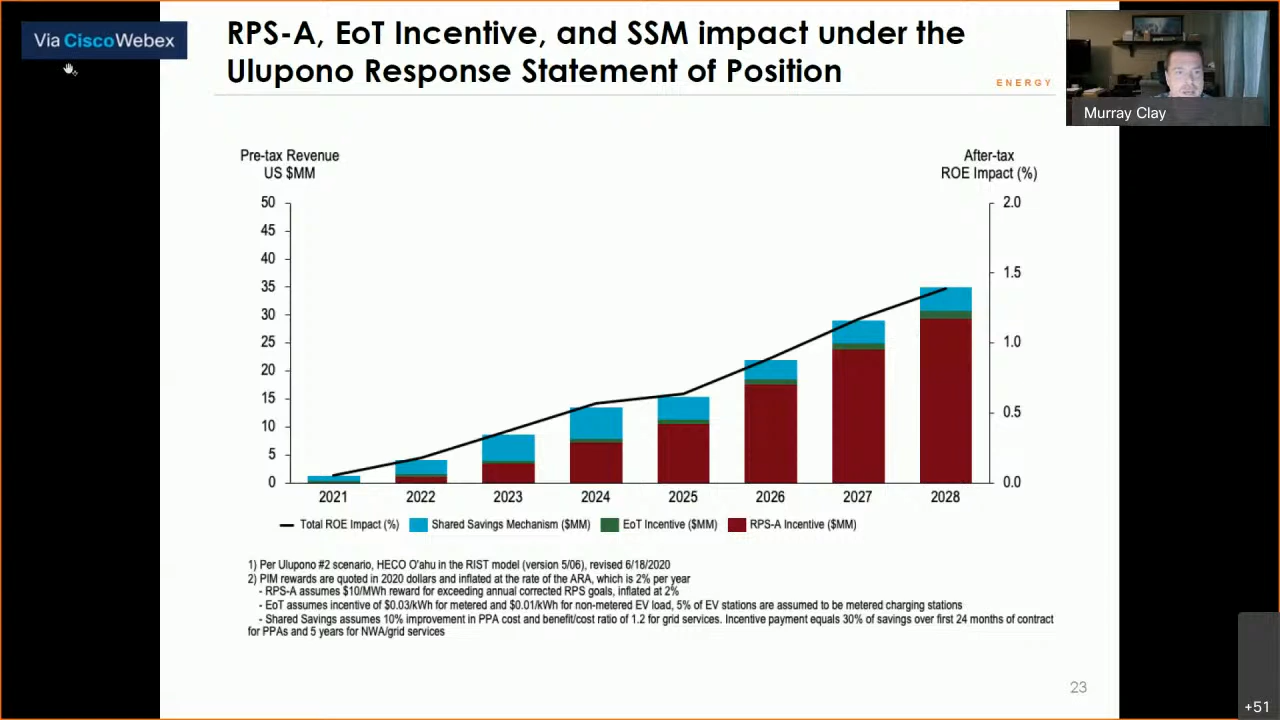 Via CiscoWebex
RPS-A, EoT Incentive, and SSM impact under the
Ulupono Response Statement of Position
ENERGY
Murray Clay
Pre-tax Revenue
US $MM
After-tax
ROE Impact (%)
50
45
40
35
30
25
20
15
10
5
0
2.0
1.5
1.0
0.5
0.0
2021 2022 2023 2024 2025 2026 2027 2028
Total ROE Impact (%) Shared Savings Mechanism ($MM) EoT Incentive ($MM) RPS-A Incentive ($MM)
1) Per Ulupono #2 scenario, HECO O'ahu in the RIST model (version 5/06), revised 6/18/2020
2) PIM rewards are quoted in 2020 dollars and inflated at the rate of the ARA, which is 2% per year
- RPS-A assumes $10/MWh reward for exceeding annual corrected RPS goals, inflated at 2%
- EoT assumes incentive of $0.03/kWh for metered and $0.01/kWh for non-metered EV load, 5% of EV stations are assumed to be metered charging stations
- Shared Savings assumes 10% improvement in PPA cost and benefit/cost ratio of 1.2 for grid services. Incentive payment equals 30% of savings over first 24 months of contract
for PPAs and 5 years for NWA/grid services
23
+51